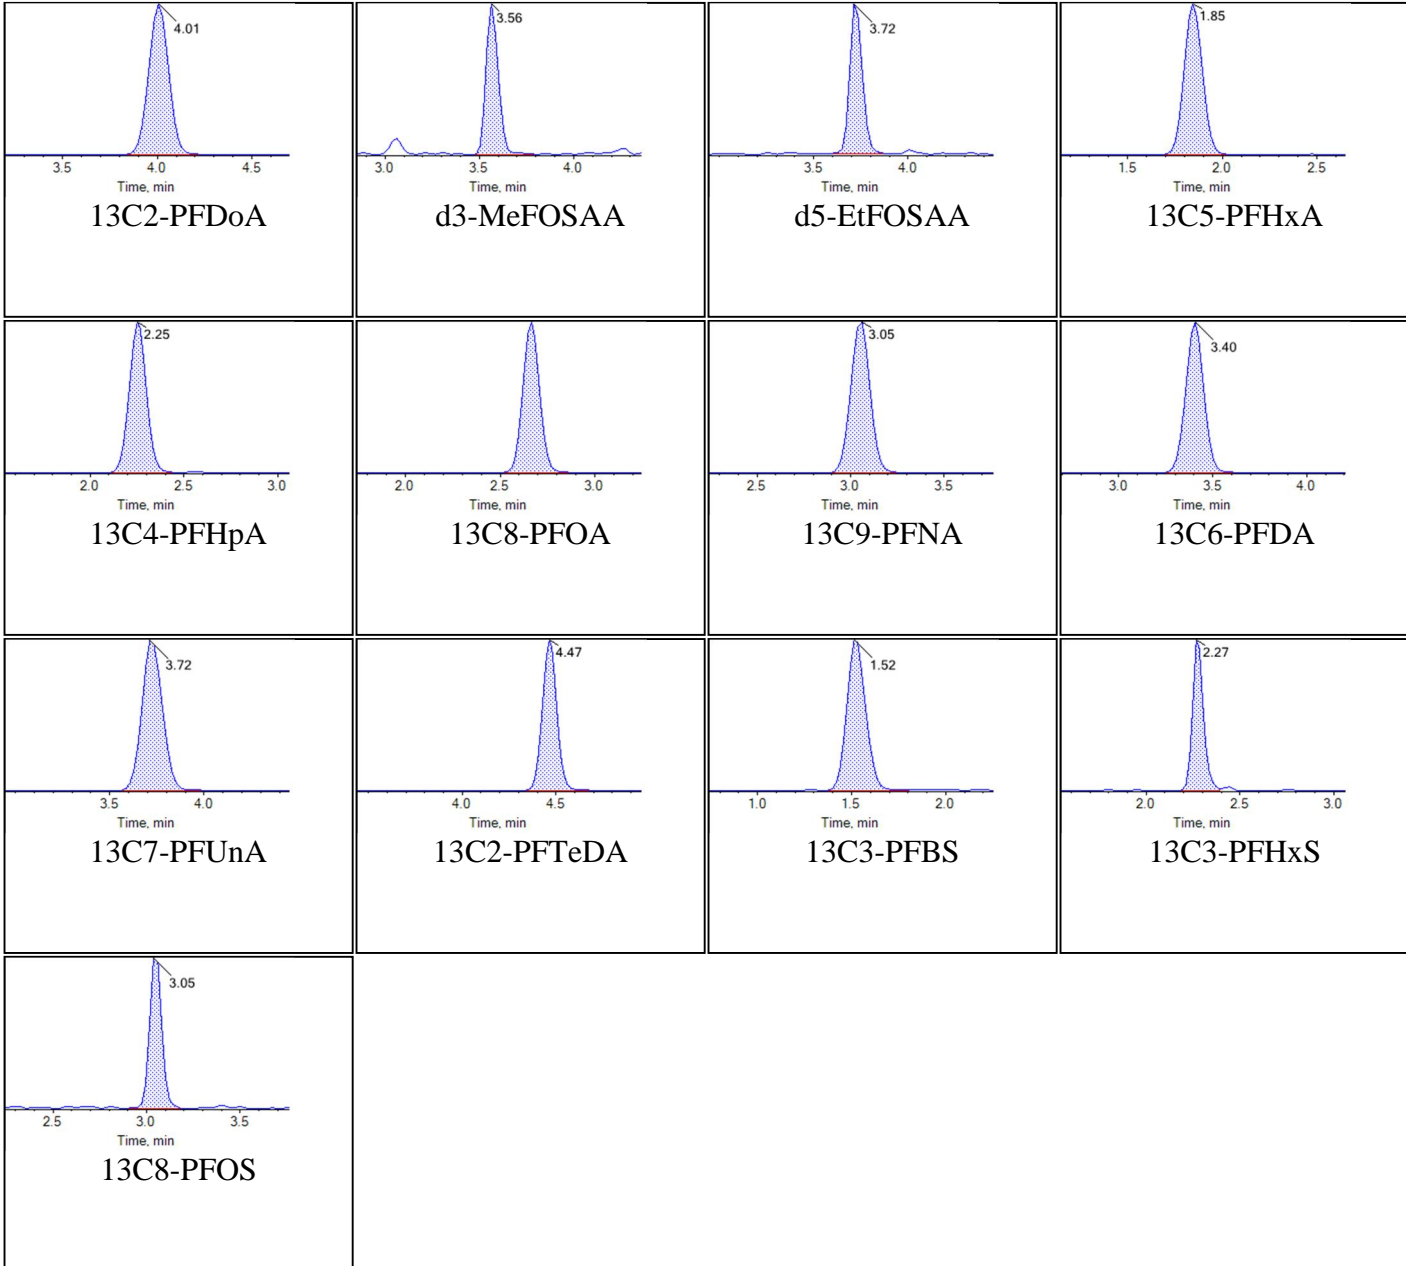 4.01
3.5 4.0 4.5
Time, min
13C2-PFDoA
3.56
3.0 3.5 4.0
Time, min
d3-MeFOSAA
3.72
3.5 4.0
Time, min
d5-EtFOSAA
1.85
1.5 2.0 2.5
Time, min
13C5-PFHxA
2.25
2.0 2.5 3.0
Time, min
13C4-PFHpA
2.0 2.5 3.0
Time, min
13C8-PFOA
3.05
2.5 3.0 3.5
Time, min
13C9-PFNA
3.40
3.0 3.5 4.0
Time, min
13C6-PFDA
3.72
3.5 4.0
Time, min
13C7-PFUnA
4.47
4.0 4.5
Time, min
13C2-PFTeDA
1.52
1.0 1.5 2.0
Time, min
13C3-PFBS
2.27
2.0 2.5 3.0
Time, min
13C3-PFHxS
3.05
2.5 3.0 3.5
Time, min
13C8-PFOS